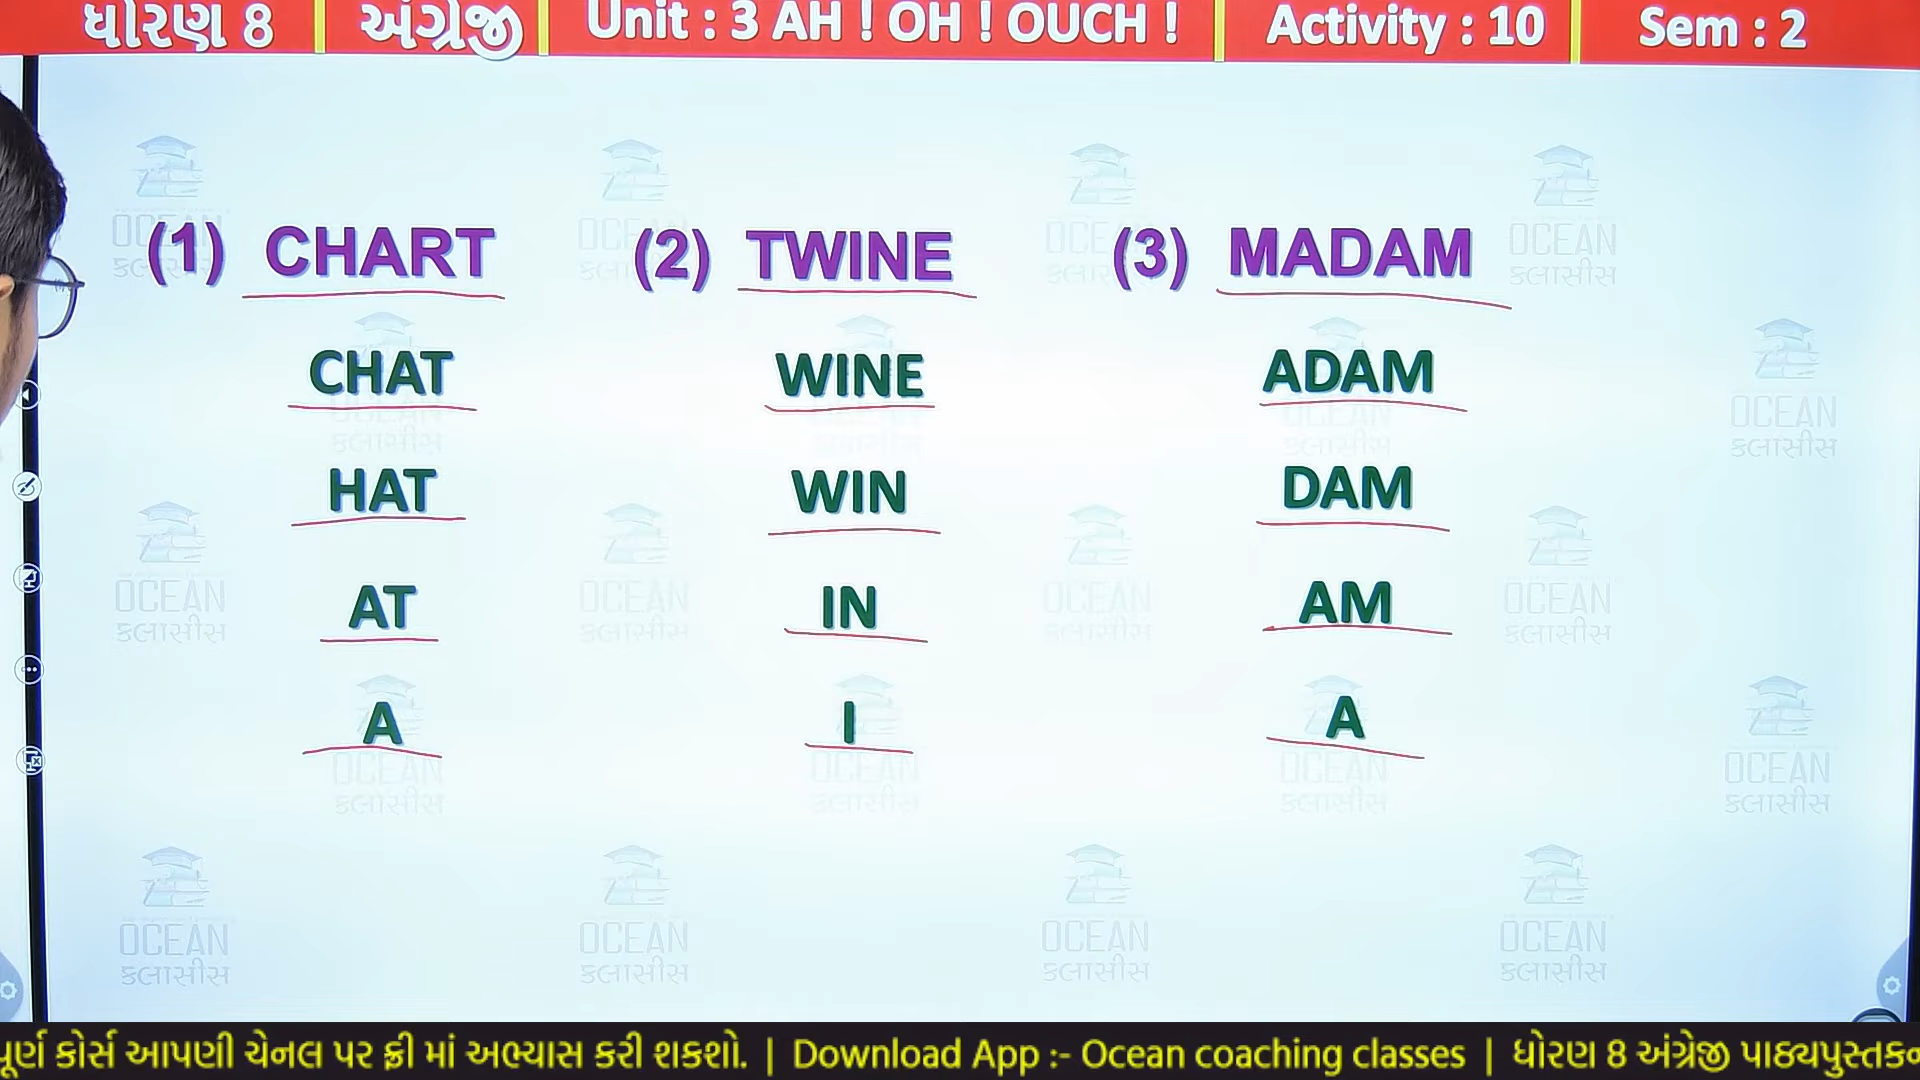 ધોરણ 8 અંગ્રેજી Unit : 3 AH ! OH ! OUCH ! Activity : 10 Sem : 2
(1) CHART (2) TWINE (3) MADAM
CHAT WINE ADAM
HAT WIN DAM
AT IN AM
A I A
OCEAN
કલાસીસ
પૂર્ણ કોર્સ આપણી ચેનલ પર ફ્રી માં અભ્યાસ કરી શકશો. | Download App :- Ocean coaching classes | ધોરણ 8 અંગ્રેજી